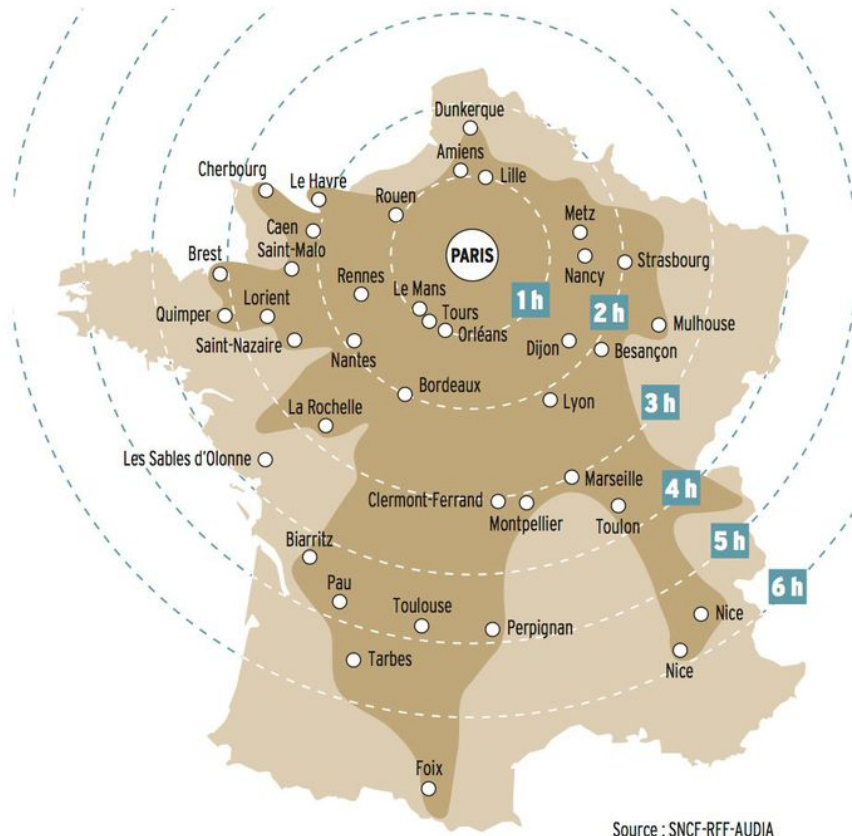 Dunkerque
Amiens
Lille
Cherbourg
Le Havre
Rouen
Caen
Metz
PARIS
Saint-Malo
Brest
Nancy
Strasbourg
Rennes
Le Mans
1 h
2 h
Quimper
Lorient
Tours
Orléans
Mulhouse
Saint-Nazaire
Nantes
Dijon
Besançon
Bordeaux
Lyon
3 h
La Rochelle
Les Sables d'Olonne
Marseille
4 h
Clermont-Ferrand
Montpellier
Toulon
Biarritz
5 h
6 h
Pau
Toulouse
Perpignan
Nice
Tarbes
Nice
Foix
Source : SNCF-RFF-AUDIA